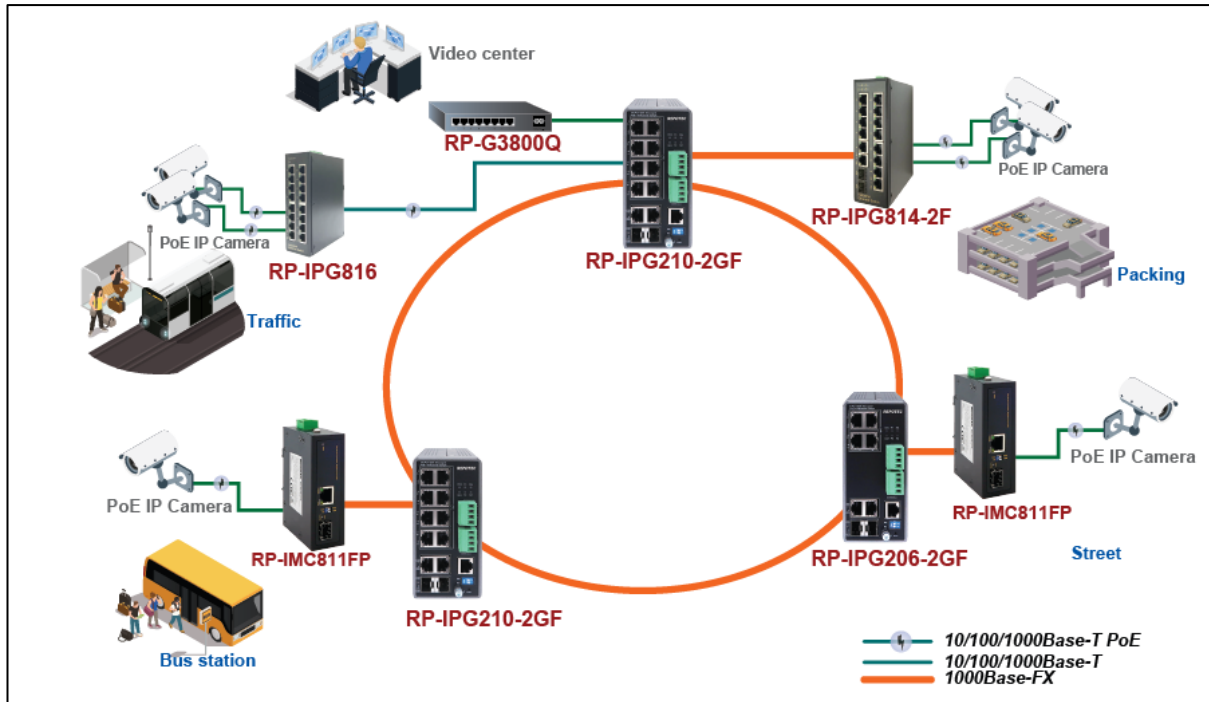 Video center
RP-G3800Q
PoE IP Camera
RP-IPG816
RP-IPG210-2GF
RP-IPG814-2F
PoE IP Camera
Packing
Traffic
PoE IP Camera
RP-IMC811FP
RP-IPG210-2GF
RP-IPG206-2GF
RP-IMC811FP
PoE IP Camera
Street
Bus station
10/100/1000Base-T PoE
10/100/1000Base-T
1000Base-FX